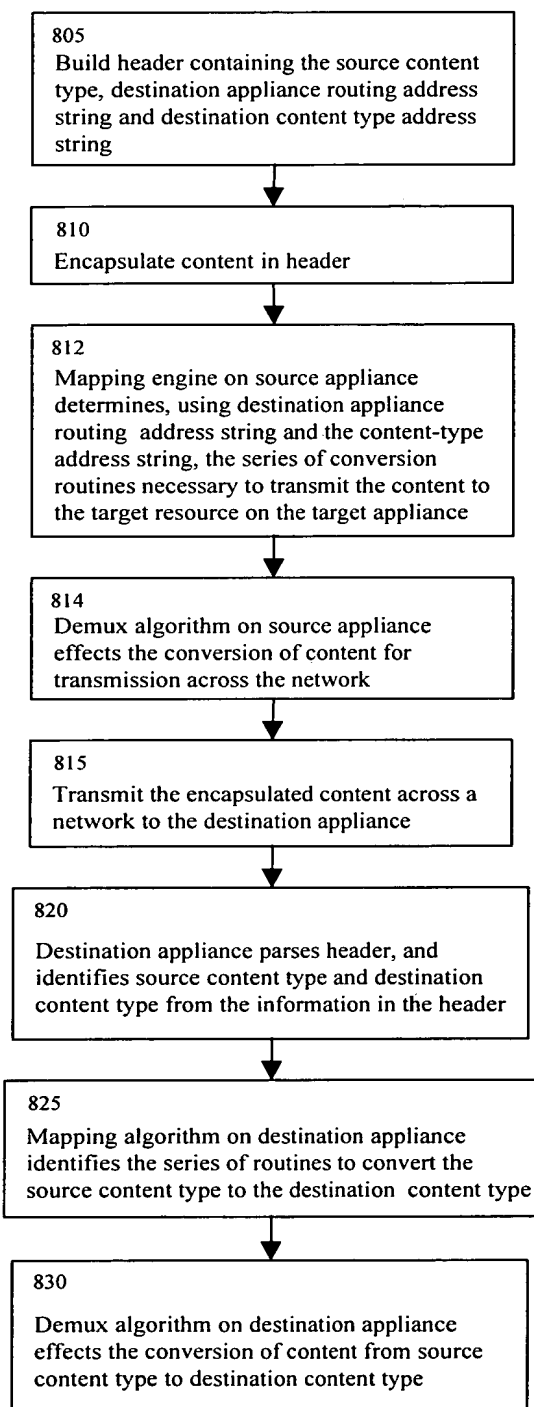 805
Build header containing the source content
type, destination appliance routing address
string and destination content type address
string
810
Encapsulate content in header
812
Mapping engine on source appliance
determines, using destination appliance
routing address string and the content-type
address string, the series of conversion
routines necessary to transmit the content to
the target resource on the target appliance
814
Demux algorithm on source appliance
effects the conversion of content for
transmission across the network
815
Transmit the encapsulated content across a
network to the destination appliance
820
Destination appliance parses header, and
identifies source content type and destination
content type from the information in the header
825
Mapping algorithm on destination appliance
identifies the series of routines to convert the
source content type to the destination content type
830
Demux algorithm on destination appliance
effects the conversion of content from source
content type to destination content type